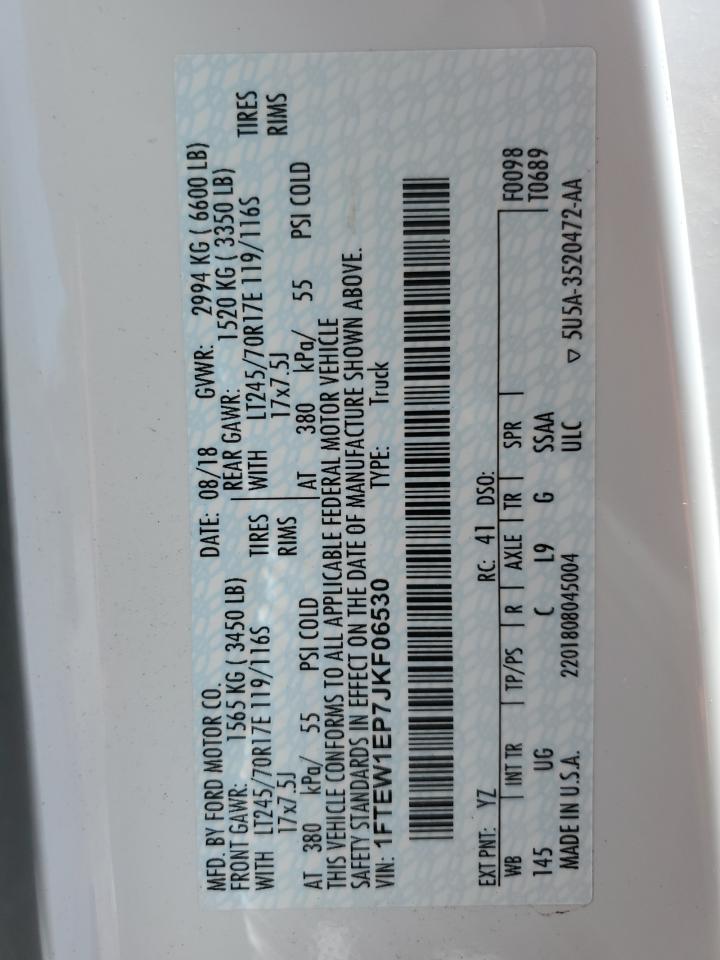 MFD. BY FORD MOTOR CO. DATE: 08/18 GVWR: 2994 KG ( 6600 LB)
FRONT GAWR: 1565 KG ( 3450 LB) REAR GAWR: 1520 KG ( 3350 LB)
WITH LT245/70R17E 119/116S TIRES WITH LT245/70R17E 119/116S TIRES
17x7.5J RIMS 17x7.5J RIMS
AT 380 kPa/ 55 PSI COLD AT 380 kPa/ 55 PSI COLD
THIS VEHICLE CONFORMS TO ALL APPLICABLE FEDERAL MOTOR VEHICLE
SAFETY STANDARDS IN EFFECT ON THE DATE OF MANUFACTURE SHOWN ABOVE.
VIN: 1FTEW1EP7JKF06530 TYPE: Truck
EXT PNT: YZ RC: 41 DSO:
WB INT TR TP/PS R AXLE TR SPR F0098
145 UG C L9 G SSAA T0689
MADE IN U.S.A. 2201808045004 ULC ▽ 5U5A-3520472-AA